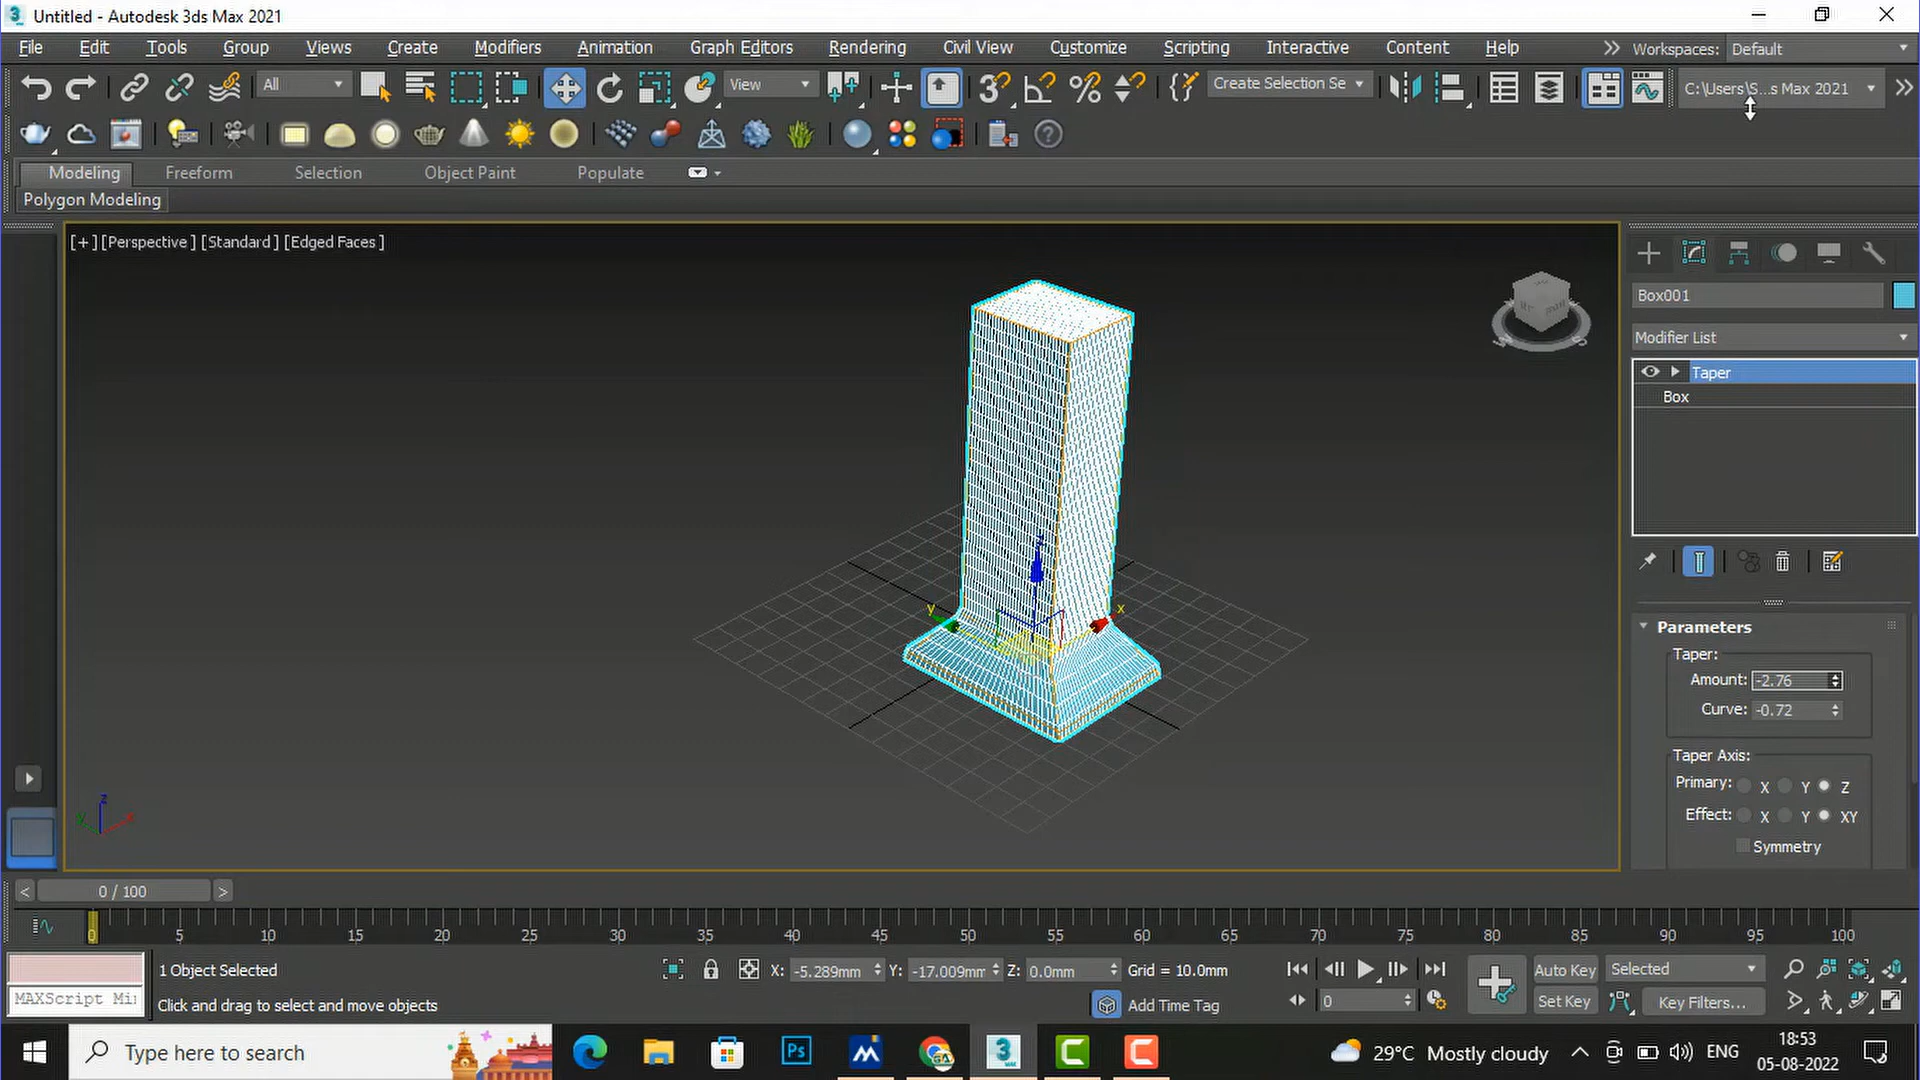 Untitled - Autodesk 3ds Max 2021
File Edit Tools Group Views Create Modifiers Animation Graph Editors Rendering Civil View Customize Scripting Interactive Content Help Workspaces: Default
All View Create Selection Se C:\Users\S...s Max 2021
Modeling Freeform Selection Object Paint Populate
Polygon Modeling
[+] [Perspective] [Standard] [Edged Faces]
Box001
Modifier List
Taper
Box
Parameters
Taper:
Amount: -2.76
Curve: -0.72
Taper Axis:
Primary: X Y Z
Effect: X Y XY
Symmetry
z
y x
z
y x
< 0 / 100 >
0 5 10 15 20 25 30 35 40 45 50 55 60 65 70 75 80 85 90 95 100
1 Object Selected X: -5.289mm Y: -17.009mm Z: 0.0mm Grid = 10.0mm Auto Key Selected
MAXScript Mi Click and drag to select and move objects Add Time Tag 0 Set Key Key Filters...
Type here to search Ps 3 29°C Mostly cloudy ENG 18:53
05-08-2022